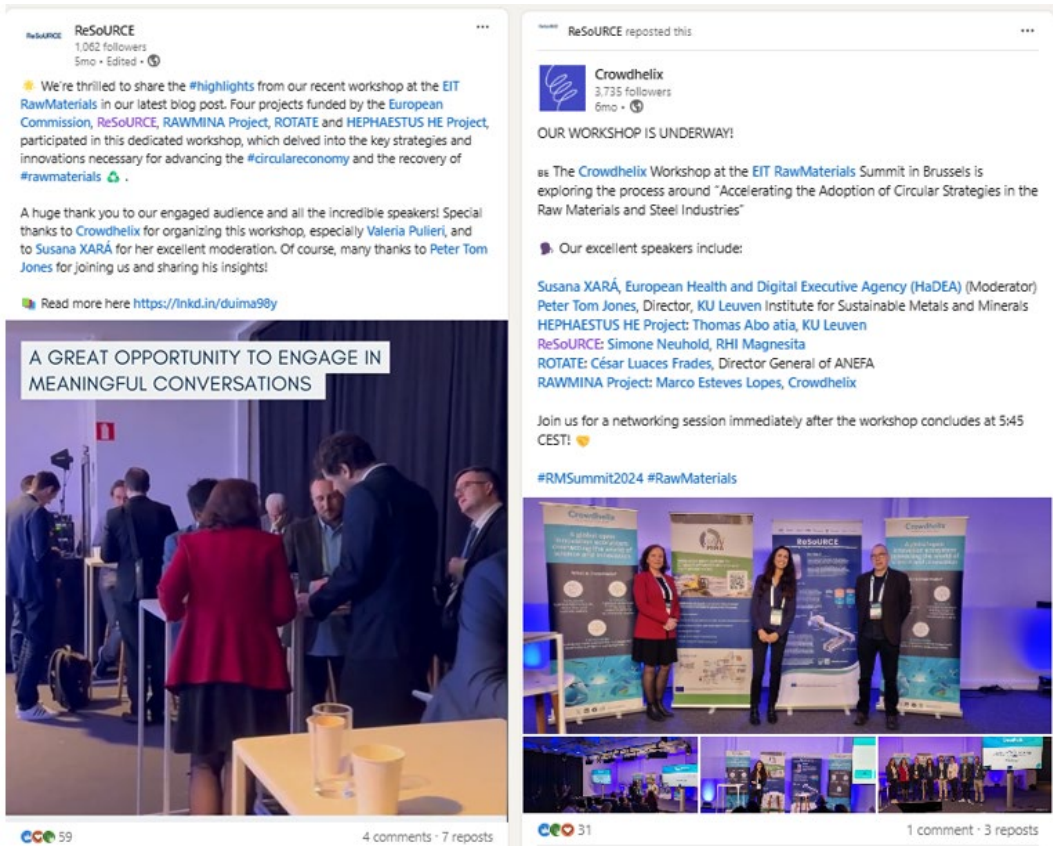 ReSoURCE
ReSoURCE
1,062 followers
5mo • Edited •
We're thrilled to share the #highlights from our recent workshop at the EIT
RawMaterials in our latest blog post. Four projects funded by the European
Commission, ReSoURCE, RAWMINA Project, ROTATE and HEPHAESTUS HE Project,
participated in this dedicated workshop, which delved into the key strategies and
innovations necessary for advancing the #circulareconomy and the recovery of
#rawmaterials .
A huge thank you to our engaged audience and all the incredible speakers! Special
thanks to Crowdhelix for organizing this workshop, especially Valeria Pulieri, and
to Susana XARÁ for her excellent moderation. Of course, many thanks to Peter Tom
Jones for joining us and sharing his insights!
Read more here https://lnkd.in/duima98y
A GREAT OPPORTUNITY TO ENGAGE IN
MEANINGFUL CONVERSATIONS
59
4 comments · 7 reposts
ReSoURCE reposted this
Crowdhelix
3,735 followers
6mo •
OUR WORKSHOP IS UNDERWAY!
BE The Crowdhelix Workshop at the EIT RawMaterials Summit in Brussels is
exploring the process around "Accelerating the Adoption of Circular Strategies in the
Raw Materials and Steel Industries"
Our excellent speakers include:
Susana XARÁ, European Health and Digital Executive Agency (HaDEA) (Moderator)
Peter Tom Jones, Director, KU Leuven Institute for Sustainable Metals and Minerals
HEPHAESTUS HE Project: Thomas Abo atia, KU Leuven
ReSoURCE: Simone Neuhold, RHI Magnesita
ROTATE: César Luaces Frades, Director General of ANEFA
RAWMINA Project: Marco Esteves Lopes, Crowdhelix
Join us for a networking session immediately after the workshop concludes at 5:45
CEST!
#RMSummit2024 #RawMaterials
Crowdhelix
A global open
innovation ecosystem
connecting the world of
science and innovation
ReSoURCE
Crowdhelix
31
1 comment · 3 reposts